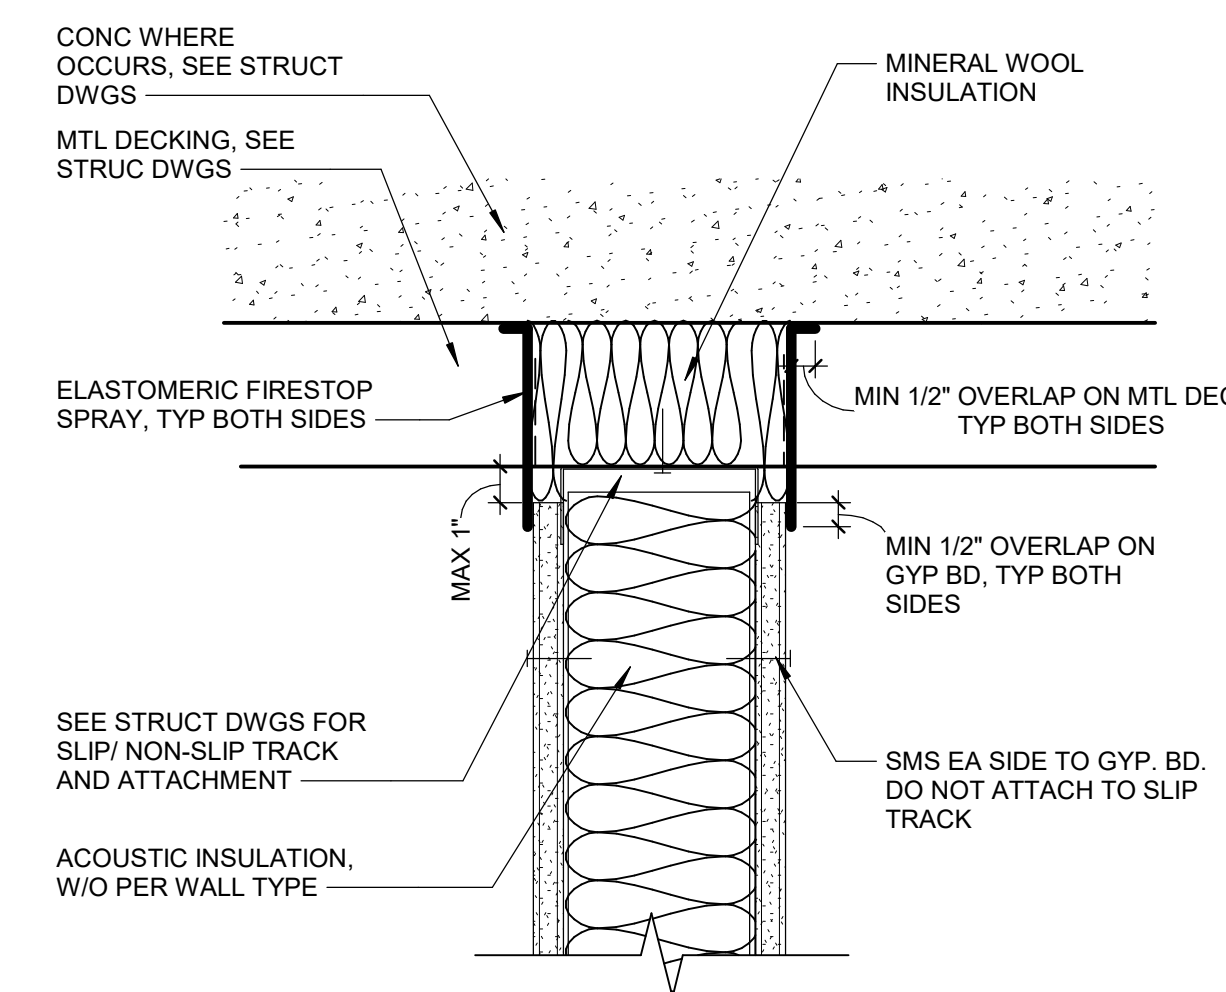 CONC WHERE
OCCURS, SEE STRUCT
DWGS
MTL DECKING, SEE
STRUC DWGS
ELASTOMERIC FIRESTOP
SPRAY, TYP BOTH SIDES
MAX 1"
SEE STRUCT DWGS FOR
SLIP/ NON-SLIP TRACK
AND ATTACHMENT
ACOUSTIC INSULATION,
W/O PER WALL TYPE
MINERAL WOOL
INSULATION
MIN 1/2" OVERLAP ON MTL
TYP BOTH SIDES
MIN 1/2" OVERLAP ON
GYP BD, TYP BOTH
SIDES
SMS EA SIDE TO GYP. BD.
DO NOT ATTACH TO SLIP
TRACK